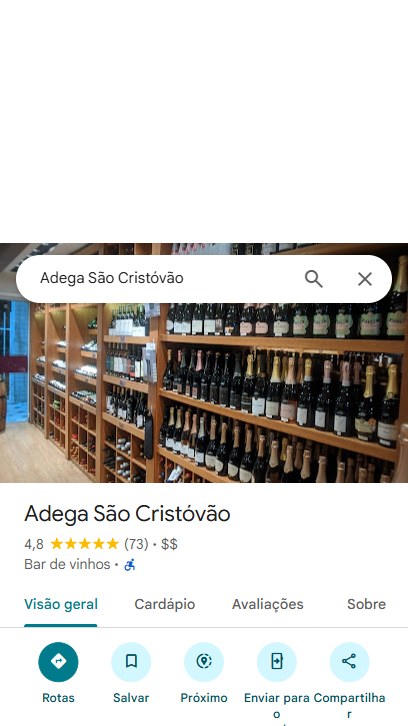 Adega São Cristóvão
Adega São Cristóvão
4,8 ★★★★★ (73) • $$
Bar de vinhos •
Visão geral Cardápio Avaliações Sobre
Rotas Salvar Próximo Enviar para o Compartilhar